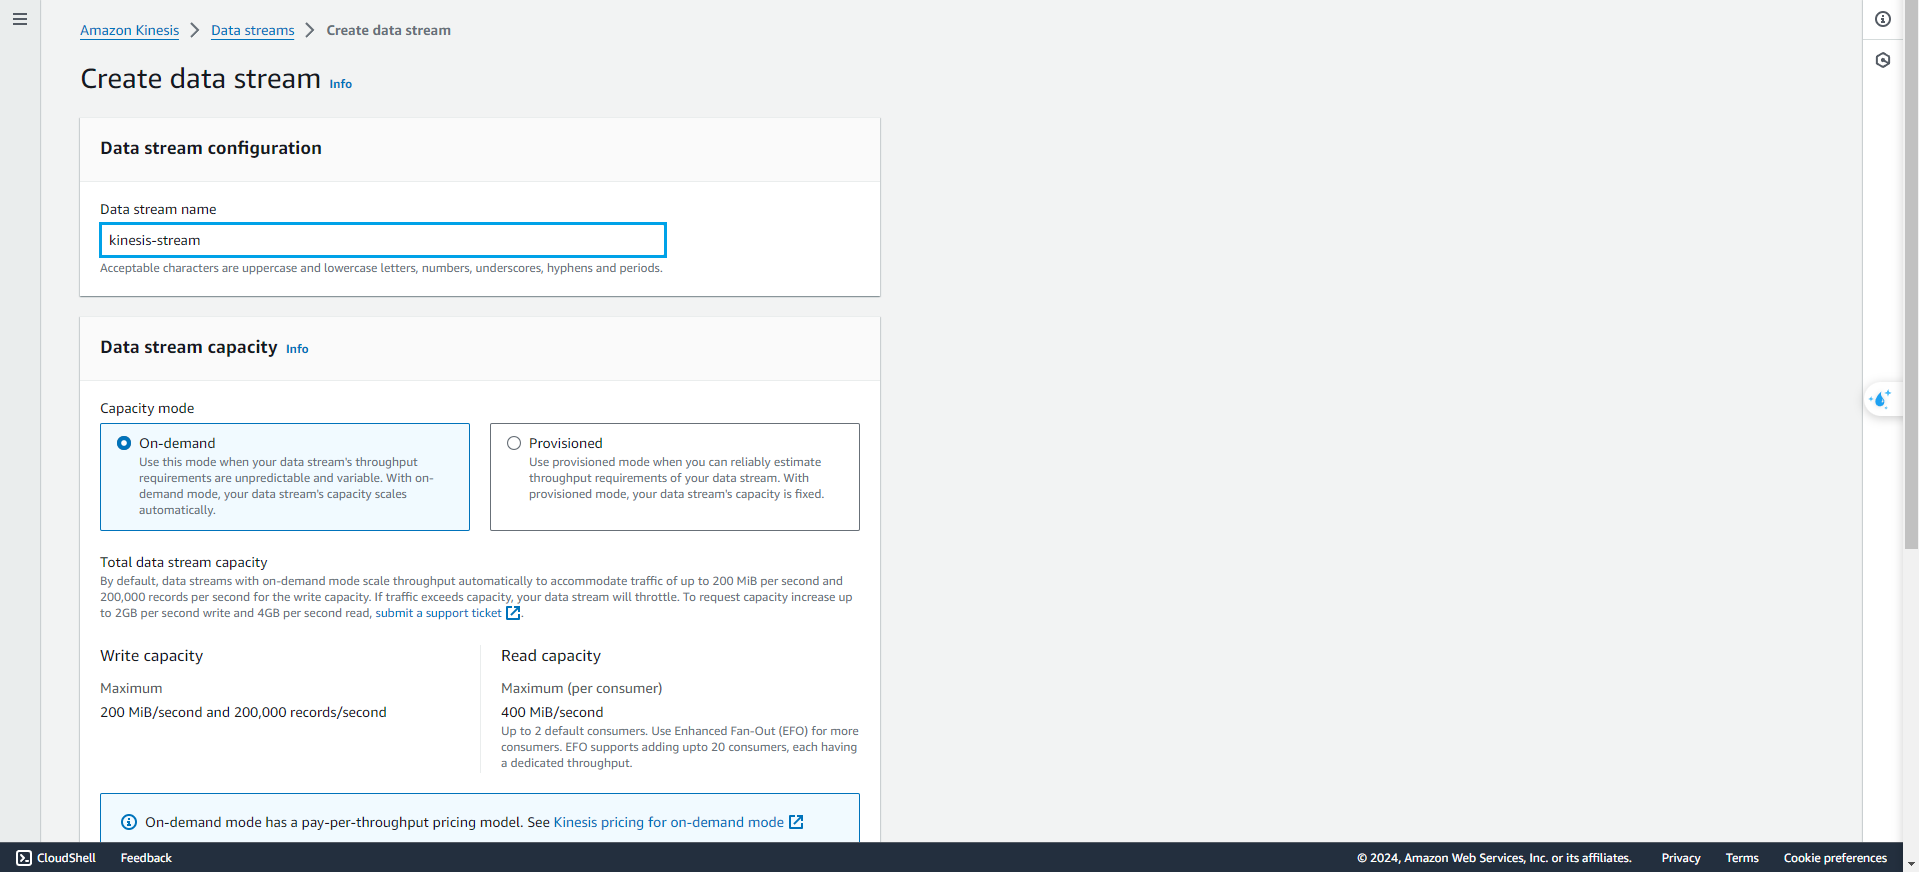 Amazon Kinesis > Data streams > Create data stream
Create data stream Info
Data stream configuration
Data stream name
kinesis-stream
Acceptable characters are uppercase and lowercase letters, numbers, underscores, hyphens and periods.
Data stream capacity Info
Capacity mode
On-demand
Use this mode when your data stream's throughput
requirements are unpredictable and variable. With on-
demand mode, your data stream's capacity scales
automatically.
Provisioned
Use provisioned mode when you can reliably estimate
throughput requirements of your data stream. With
provisioned mode, your data stream's capacity is fixed.
Total data stream capacity
By default, data streams with on-demand mode scale throughput automatically to accommodate traffic of up to 200 MiB per second and
200,000 records per second for the write capacity. If traffic exceeds capacity, your data stream will throttle. To request capacity increase up
to 2GB per second write and 4GB per second read, submit a support ticket .
Write capacity
Maximum
200 MiB/second and 200,000 records/second
Read capacity
Maximum (per consumer)
400 MiB/second
Up to 2 default consumers. Use Enhanced Fan-Out (EFO) for more
consumers. EFO supports adding upto 20 consumers, each having
a dedicated throughput.
On-demand mode has a pay-per-throughput pricing model. See Kinesis pricing for on-demand mode
CloudShell Feedback © 2024, Amazon Web Services, Inc. or its affiliates. Privacy Terms Cookie preferences